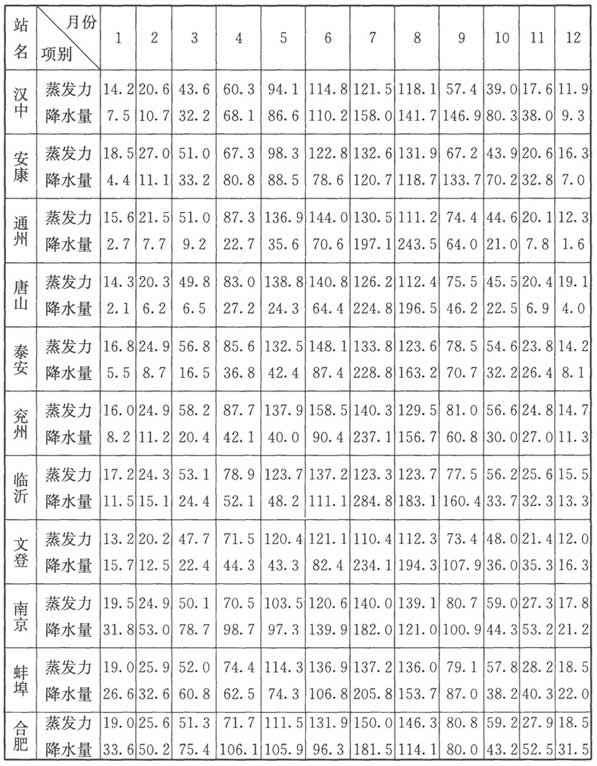 站名 月份 项别 1 2 3 4 5 6 7 8 9 10 11 12
汉中 蒸发力 14.2 20.6 43.6 60.3 94.1 114.8 121.5 118.1 57.4 39.0 17.6 11.9
降水量 7.5 10.7 32.2 68.1 86.6 110.2 158.0 141.7 146.9 80.3 38.0 9.3
安康 蒸发力 18.5 27.0 51.0 67.3 98.3 122.8 132.6 131.9 67.2 43.9 20.6 16.3
降水量 4.4 11.1 33.2 80.8 88.5 78.6 120.7 118.7 133.7 70.2 32.8 7.0
通州 蒸发力 15.6 21.5 51.0 87.3 136.9 144.0 130.5 111.2 74.4 44.6 20.1 12.3
降水量 2.7 7.7 9.2 22.7 35.6 70.6 197.1 243.5 64.0 21.0 7.8 1.6
唐山 蒸发力 14.3 20.3 49.8 83.0 138.8 140.8 126.2 112.4 75.5 45.5 20.4 19.1
降水量 2.1 6.2 6.5 27.2 24.3 64.4 224.8 196.5 46.2 22.5 6.9 4.0
泰安 蒸发力 16.8 24.9 56.8 85.6 132.5 148.1 133.8 123.6 78.5 54.6 23.8 14.2
降水量 5.5 8.7 16.5 36.8 42.4 87.4 228.8 163.2 70.7 32.2 26.4 8.1
兖州 蒸发力 16.0 24.9 58.2 87.7 137.9 158.5 140.3 129.5 81.0 56.6 24.8 14.7
降水量 8.2 11.2 20.4 42.1 40.0 90.4 237.1 156.7 60.8 30.0 27.0 11.3
临沂 蒸发力 17.2 24.3 53.1 78.9 123.7 137.2 123.3 123.7 77.5 56.2 25.6 15.5
降水量 11.5 15.1 24.4 52.1 48.2 111.1 284.8 183.1 160.4 33.7 32.3 13.3
文登 蒸发力 13.2 20.2 47.7 71.5 120.4 121.1 110.4 112.3 73.4 48.0 21.4 12.0
降水量 15.7 12.5 22.4 44.3 43.3 82.4 234.1 194.3 107.9 36.0 35.3 16.3
南京 蒸发力 19.5 24.9 50.1 70.5 103.5 120.6 140.0 139.1 80.7 59.0 27.3 17.8
降水量 31.8 53.0 78.7 98.7 97.3 139.9 182.0 121.0 100.9 44.3 53.2 21.2
蚌埠 蒸发力 19.0 25.9 52.0 74.4 114.3 136.9 137.2 136.0 79.1 57.8 28.2 18.5
降水量 26.6 32.6 60.8 62.5 74.3 106.8 205.8 153.7 87.0 38.2 40.3 22.0
合肥 蒸发力 19.0 25.6 51.3 71.7 111.5 131.9 150.0 146.3 80.8 59.2 27.9 18.5
降水量 33.6 50.2 75.4 106.1 105.9 96.3 181.5 114.1 80.0 43.2 52.5 31.5